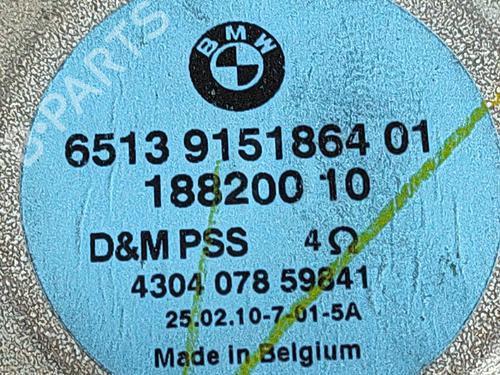 B-PARTS
BMW
6513 9151864 01
188200 10
D&M PSS 4Ω
4304 078 59841
25.02.10-7-01-5A
Made in Belgium